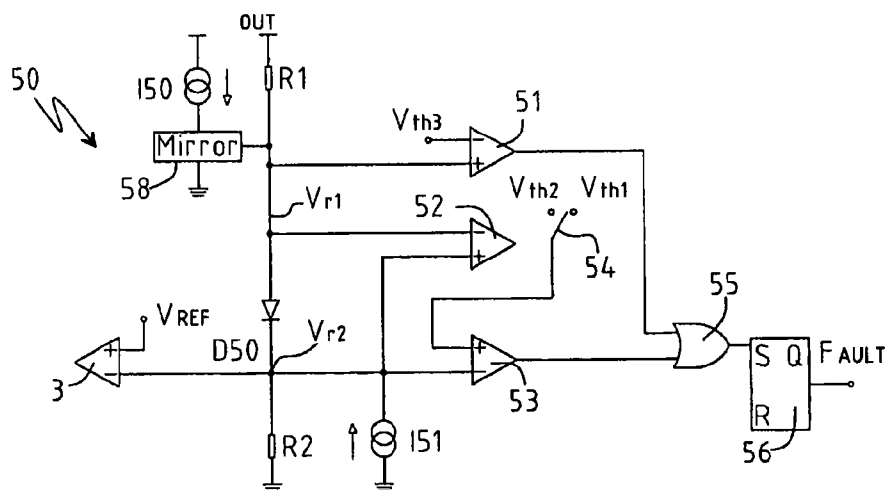 OUT
50
I50
R1
Mirror
58
Vth3
51
Vr1
52
Vth2
Vth1
54
VREF
D50
Vr2
3
53
55
S Q
FAULT
R
56
R2
I51